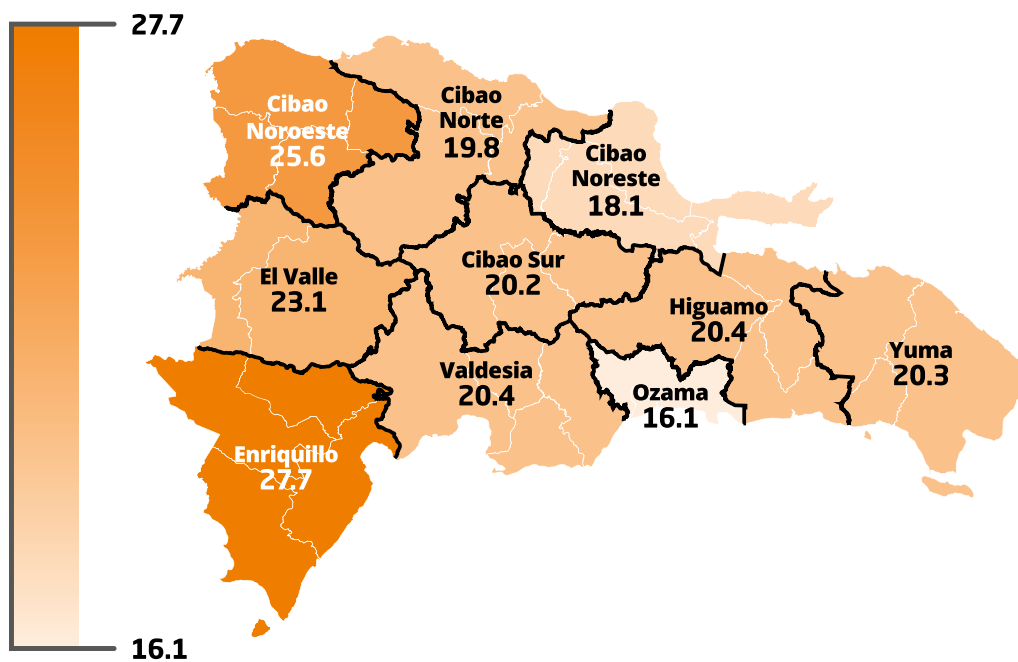 27.7
Cibao
Noroeste
25.6
Cibao
Norte
19.8
Cibao
Noreste
18.1
El Valle
23.1
Cibao Sur
20.2
Higuamo
20.4
Yuma
20.3
Valdesia
20.4
Ozama
16.1
Enriquillo
27.7
16.1